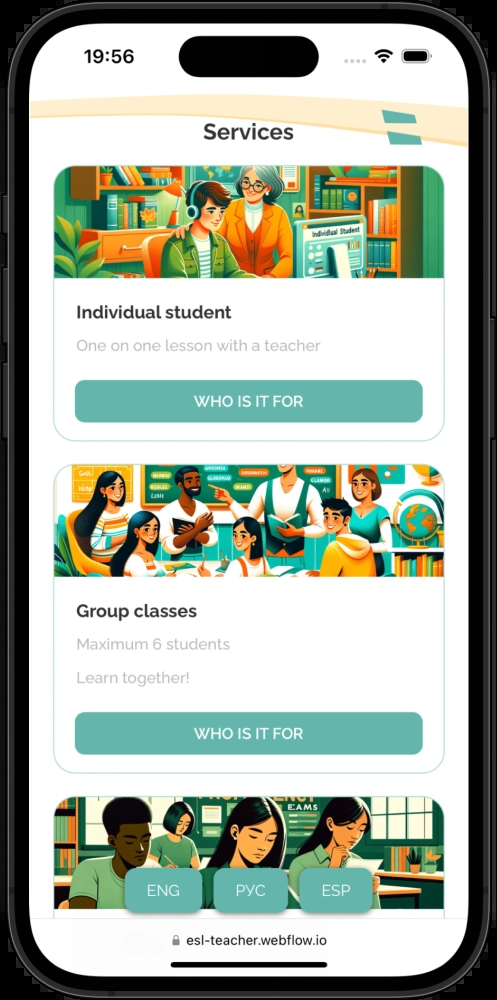 19:56
Services
Individual Student
Individual student
One on one lesson with a teacher
WHO IS IT FOR
Group classes
Maximum 6 students
Learn together!
WHO IS IT FOR
EAMS
ENG
РУС
ESP
esl-teacher.webflow.io